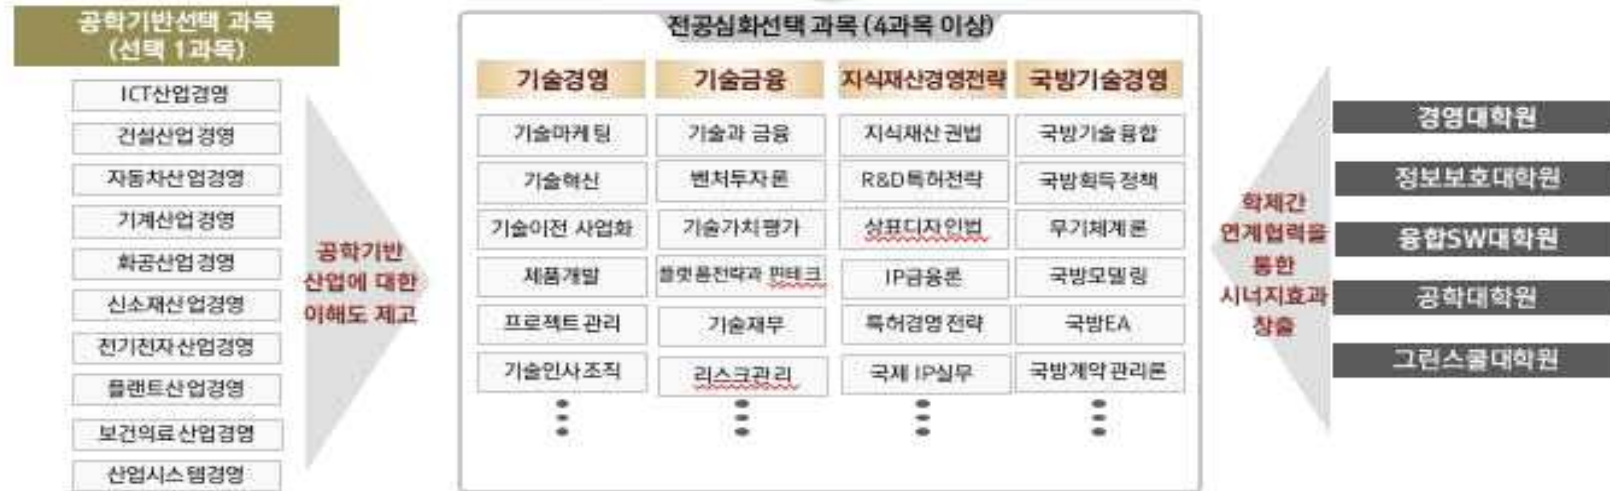 공학기반선택 과목
(선택 1과목)
ICT산업경영
건설산업 경영
자동차산업경영
기계산업 경영
화공산업 경영
신소재산업경영
전기전자산업경영
플랜트산업경영
보건의료산업경영
산업시스템경영
공학기반
산업에 대한
이해도 제고
전공심화선택 과목 (4과목 이상)
기술경영
기술마케팅
기술혁신
기술이전 사업화
제품개발
프로젝트 관리
기술인사조직
기술금융
기술과 금융
벤처투자론
기술가치평가
플랫폼전략과 핀테크
기술재무
리스크관리
지식재산경영전략
지식재산권법
R&D특허전략
상표디자인법
IP금융론
특허경영전략
국제 IP실무
국방기술경영
국방기술융합
국방획득정책
무기체계론
국방모델링
국방EA
국방계약관리론
학제간
연계협력을
통한
시너지효과
창출
경영대학원
정보보호대학원
융합SW대학원
공학대학원
그린스쿨대학원